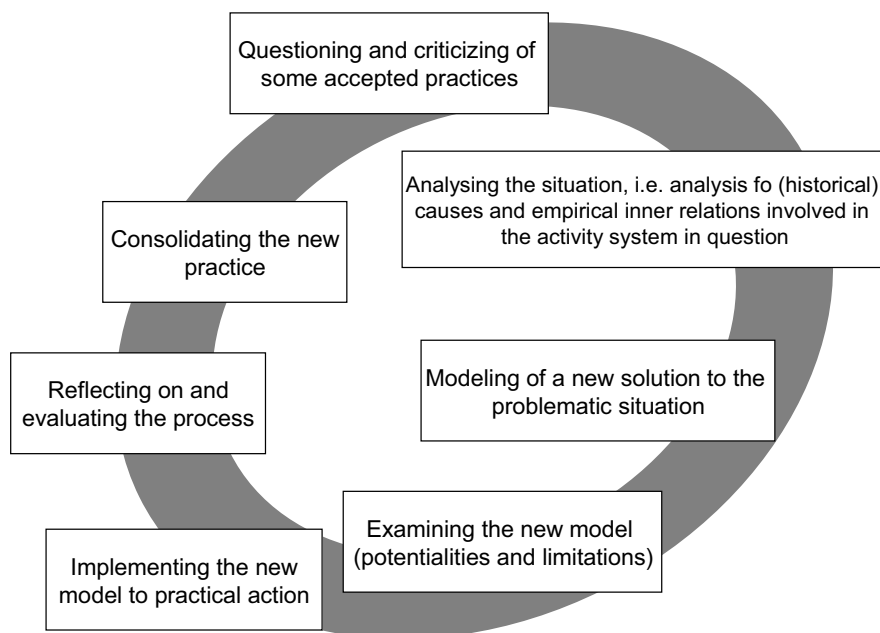 Questioning and criticizing of
some accepted practices
Analysing the situation, i.e. analysis fo (historical)
causes and empirical inner relations involved in
the activity system in question
Modeling of a new solution to the
problematic situation
Examining the new model
(potentialities and limitations)
Implementing the new
model to practical action
Reflecting on and
evaluating the process
Consolidating the new
practice